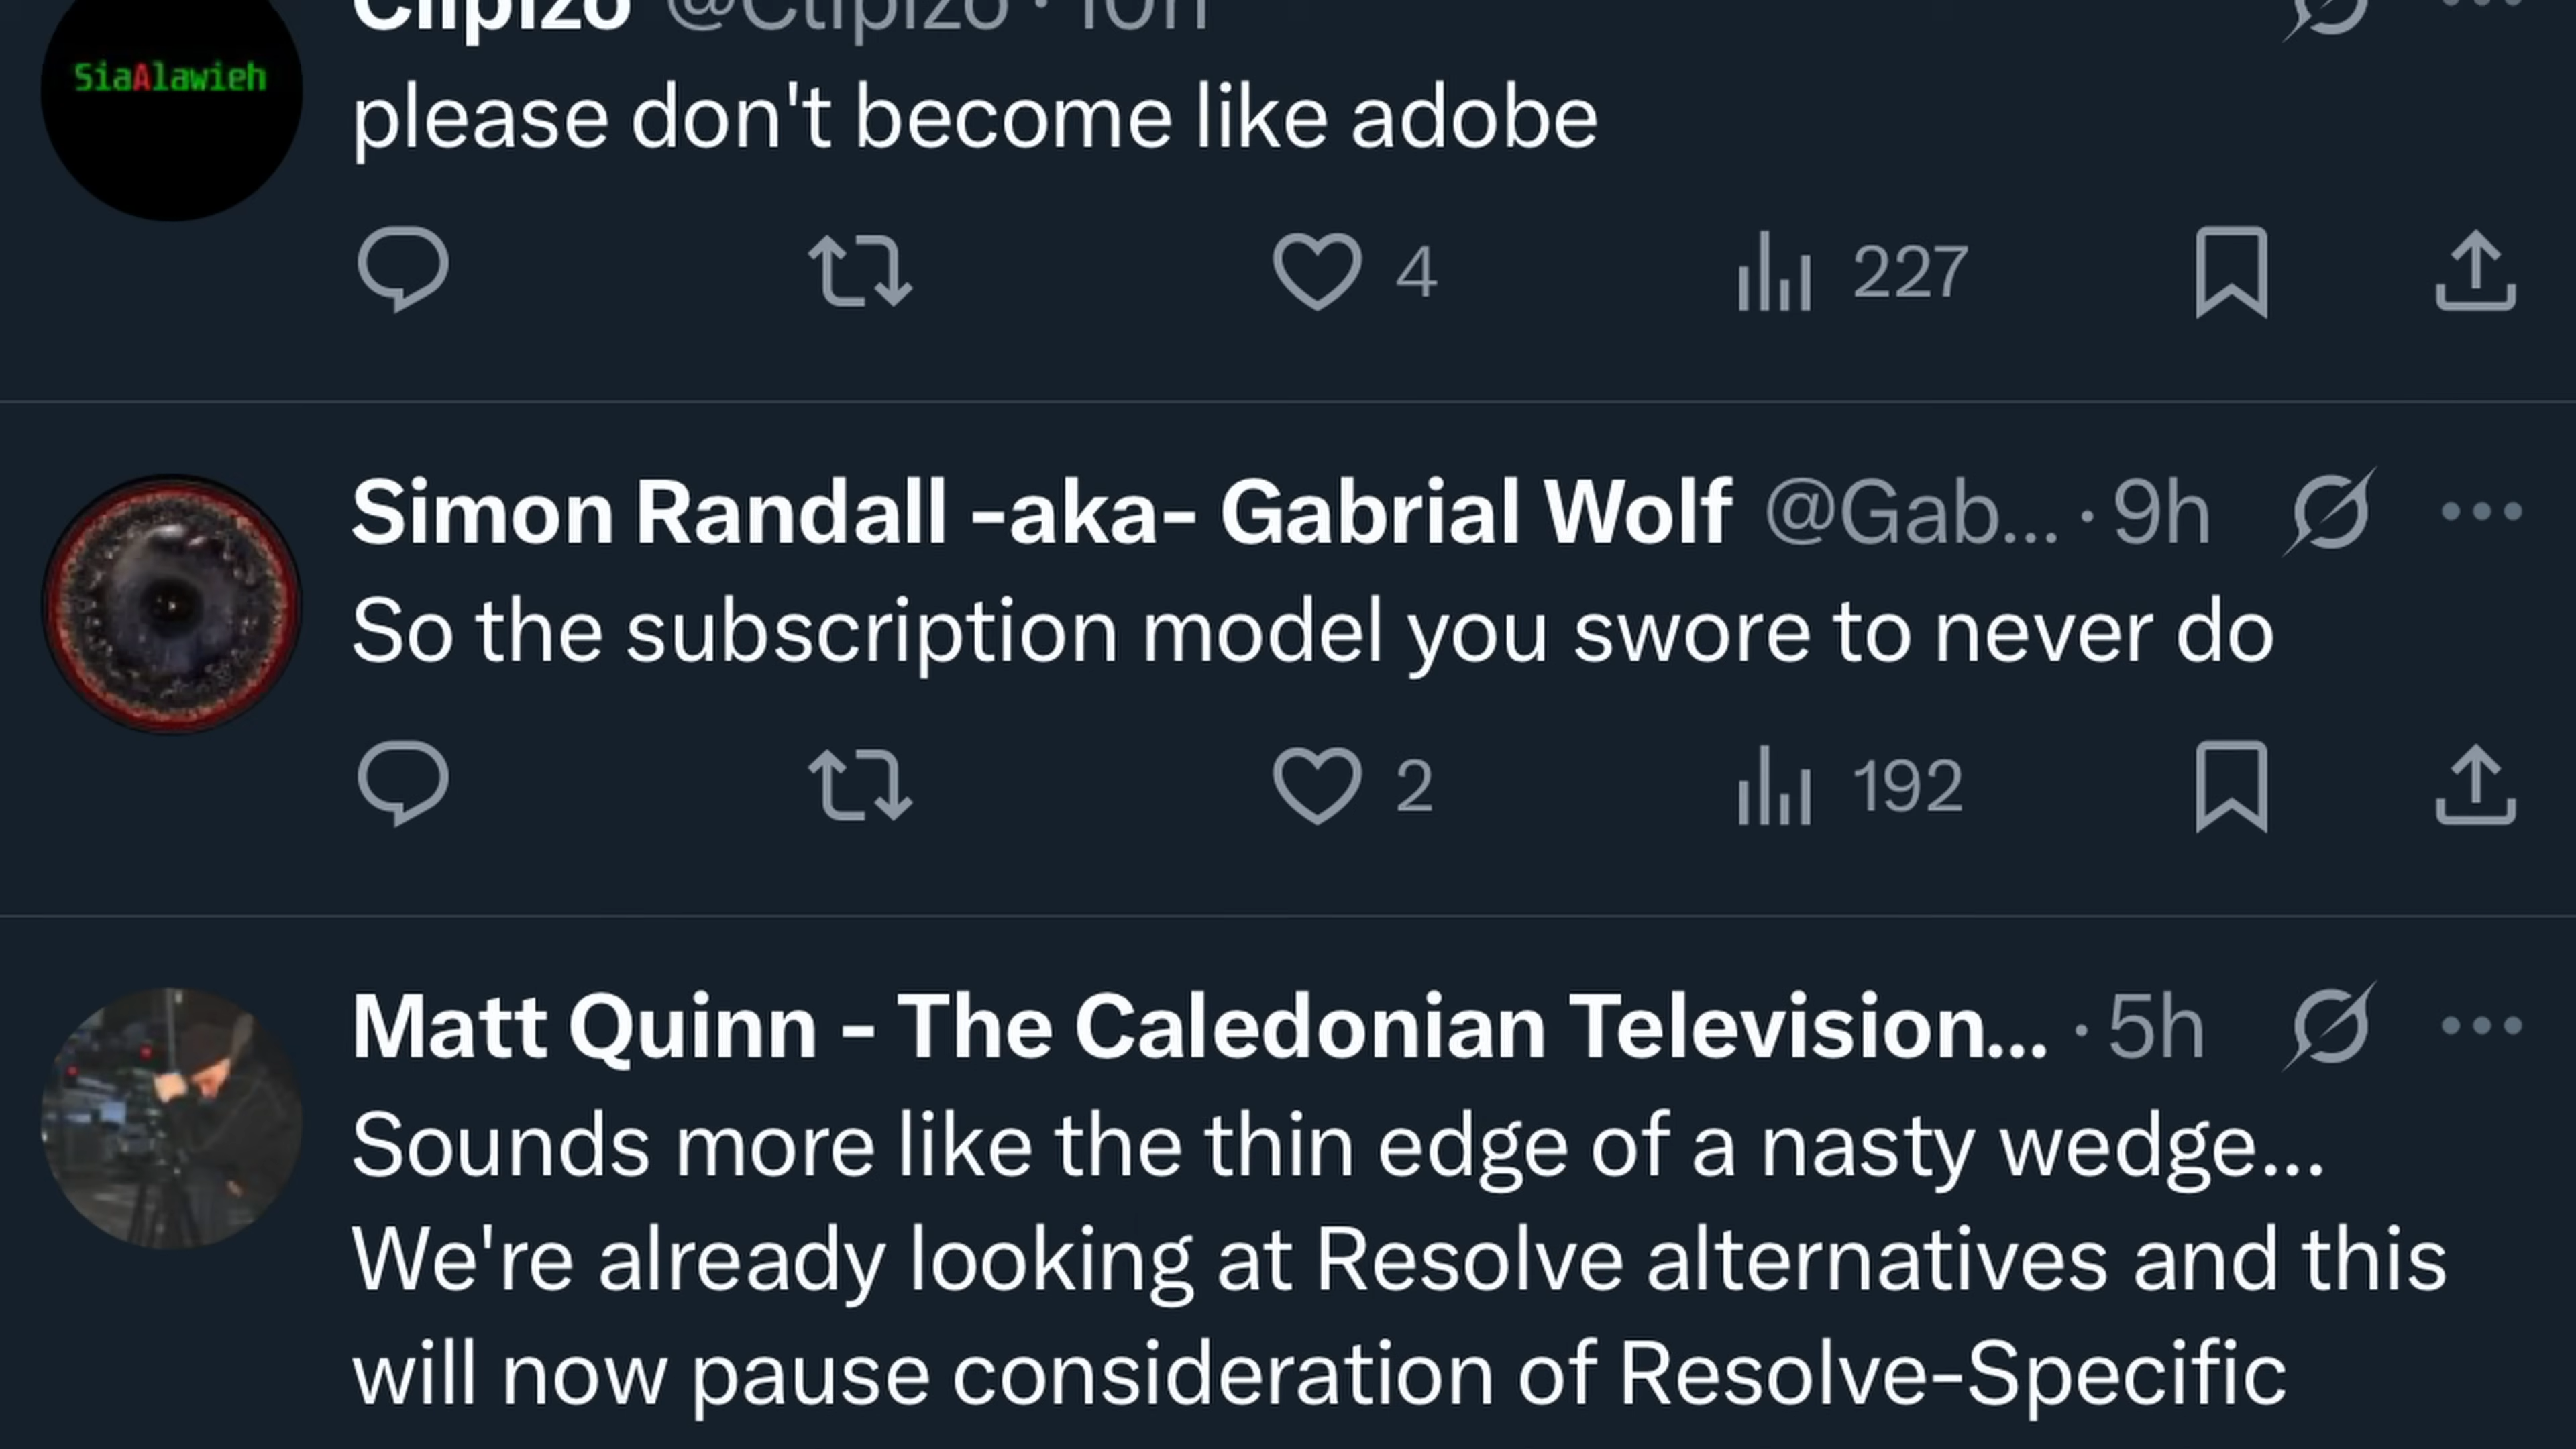 Clipizo @Ctipizo · 10h
SiaAlawieh
please don't become like adobe
4 227
Simon Randall -aka- Gabrial Wolf @Gab... · 9h
So the subscription model you swore to never do
2 192
Matt Quinn - The Caledonian Television... · 5h
Sounds more like the thin edge of a nasty wedge...
We're already looking at Resolve alternatives and this
will now pause consideration of Resolve-Specific